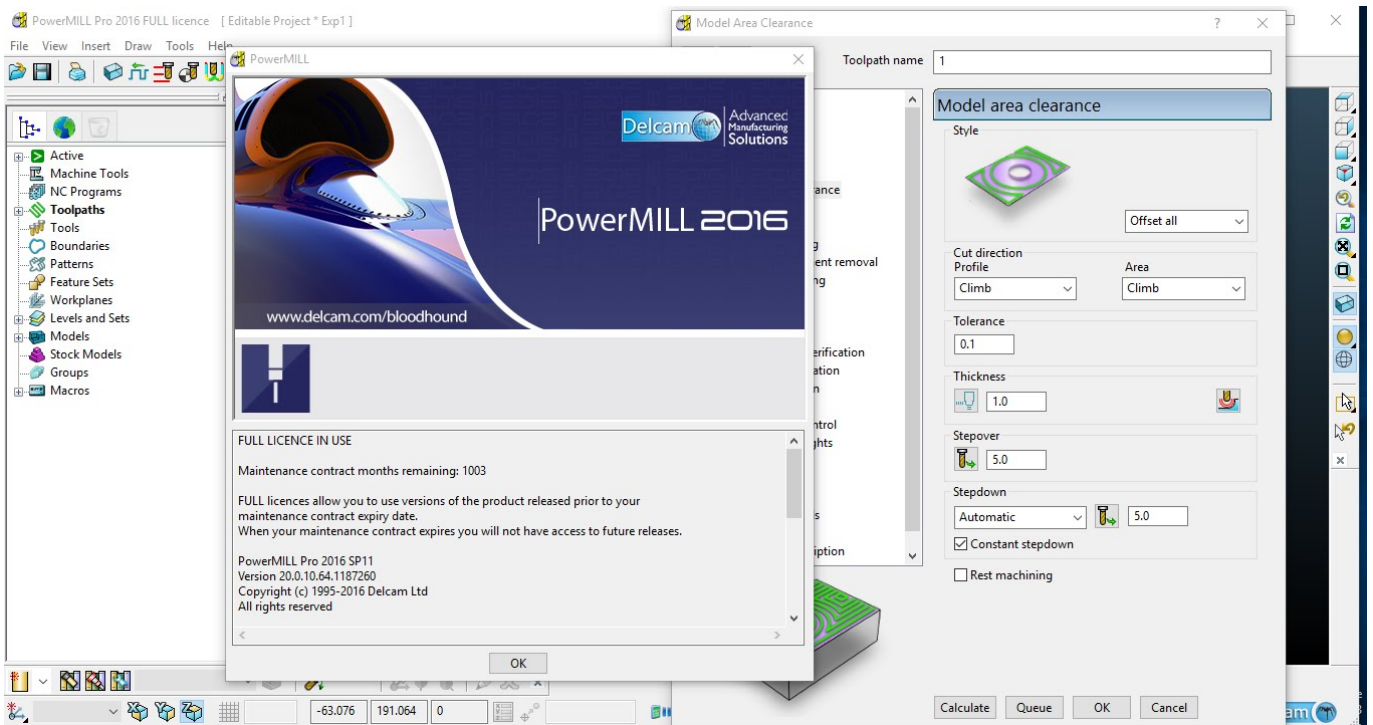 PowerMILL Pro 2016 FULL licence [ Editable Project * Exp1 ]
File View Insert Draw Tools Help
Active
Machine Tools
NC Programs
Toolpaths
Tools
Boundaries
Patterns
Feature Sets
Workplanes
Levels and Sets
Models
Stock Models
Groups
Macros
-63.076 191.064 0
PowerMILL
Delcam
Advanced
Manufacturing
Solutions
PowerMILL 2016
www.delcam.com/bloodhound
FULL LICENCE IN USE
Maintenance contract months remaining: 1003
FULL licences allow you to use versions of the product released prior to your
maintenance contract expiry date.
When your maintenance contract expires you will not have access to future releases.
PowerMILL Pro 2016 SP11
Version 20.0.10.64.1187260
Copyright (c) 1995-2016 Delcam Ltd
All rights reserved
OK
Model Area Clearance
Toolpath name 1
ance
g
ent removal
ng
erification
ation
n
ntrol
ghts
s
iption
Model area clearance
Style
Offset all
Cut direction
Profile Area
Climb Climb
Tolerance
0.1
Thickness
1.0
Stepover
5.0
Stepdown
Automatic 5.0
Constant stepdown
Rest machining
Calculate Queue OK Cancel
am